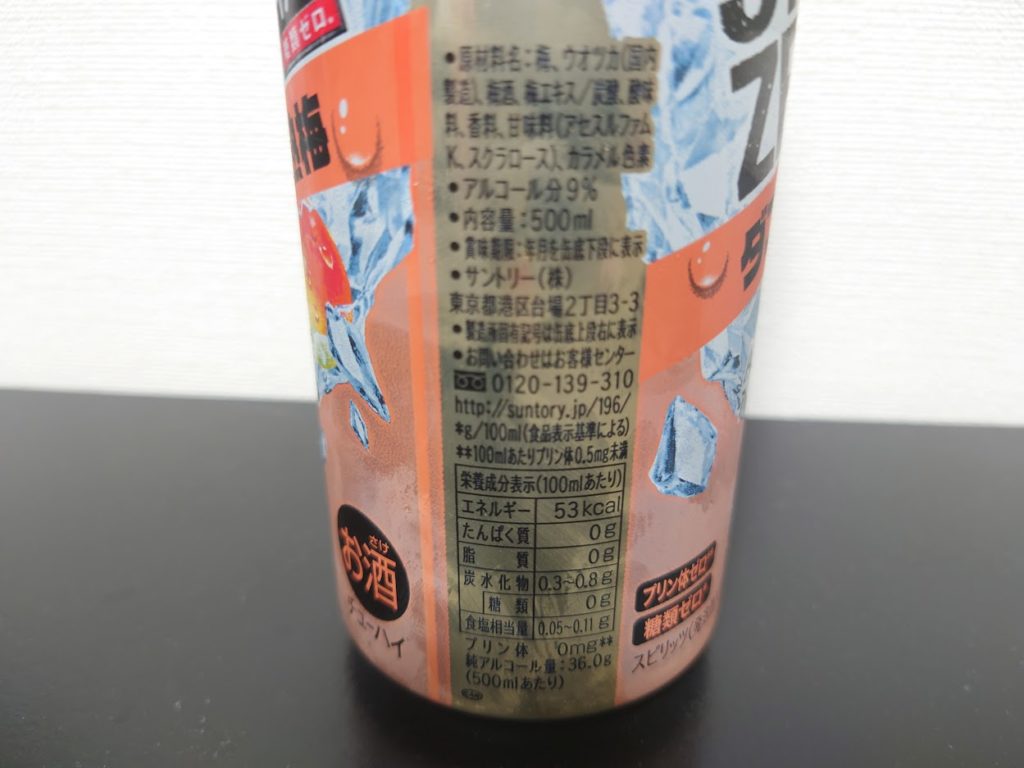 糖類ゼロ。
梅
•原材料名:梅、ウオツカ(国内
製造)、梅酒、梅エキス/炭酸、酸味
料、香料、甘味料(アセスルファム
K、スクラロース)、カラメル色素
•アルコール分9%
•内容量:500ml
•賞味期限:年月を缶底下段に表示
•サントリー(株)
東京都港区台場2丁目3-3
•製造所固有記号は缶底上段右に表示
•お問い合わせはお客様センター
0120-139-310
http://suntory.jp/196/
*g/100ml(食品表示基準による)
**100mlあたりプリン体0.5mg未満
栄養成分表示(100mlあたり)
エネルギー 53kcal
たんぱく質 0g
脂質 0g
炭水化物 0.3~0.8g
糖類 0g
食塩相当量 0.05~0.11g
プリン体 0mg**
純アルコール量:36.0g
(500mlあたり)
さけ
お酒
チューハイ
ダ
プリン体ゼロ**
糖類ゼロ*
スピリッツ